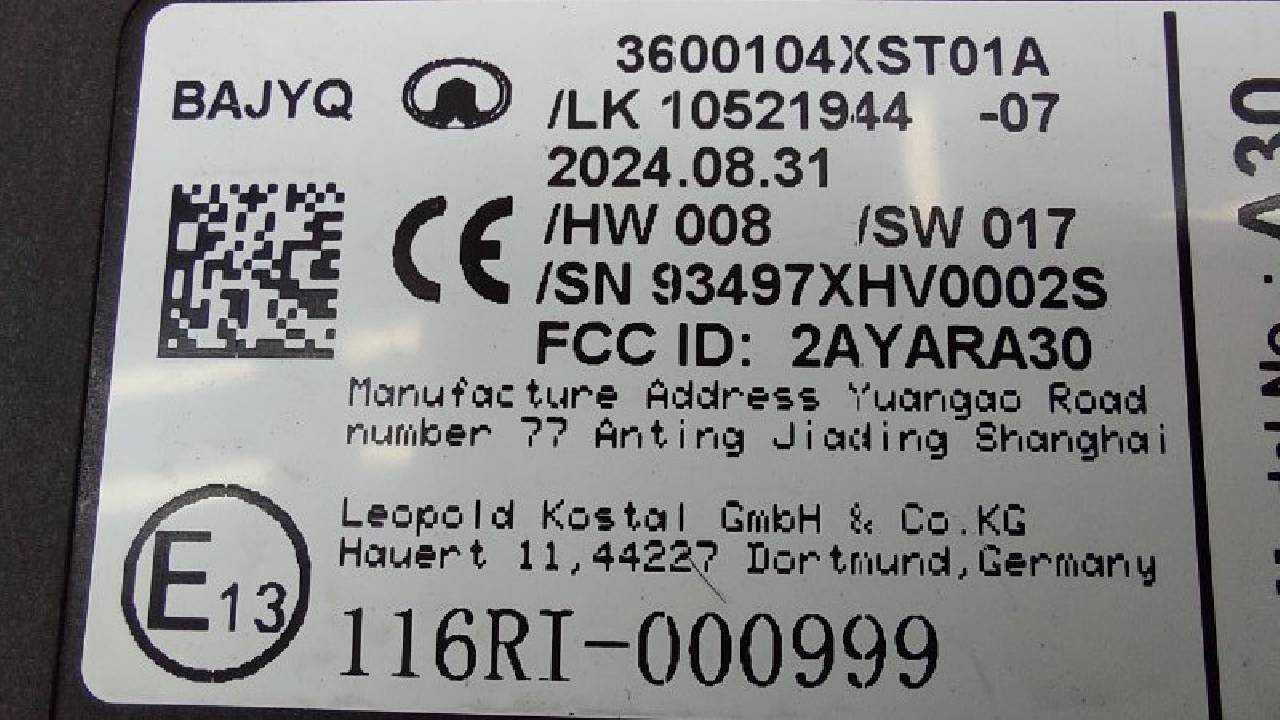 BAJYQ
3600104XST01A
/LK 10521944 -07
2024.08.31
CE
/HW 008 /SW 017
/SN 93497XHV0002S
FCC ID: 2AYARA30
Manufacture Address Yuangao Road
number 77 Anting Jiading Shanghai
Leopold Kostal GmbH & Co.KG
Hauert 11,44227 Dortmund,Germany
E13
116RI-000999
A30